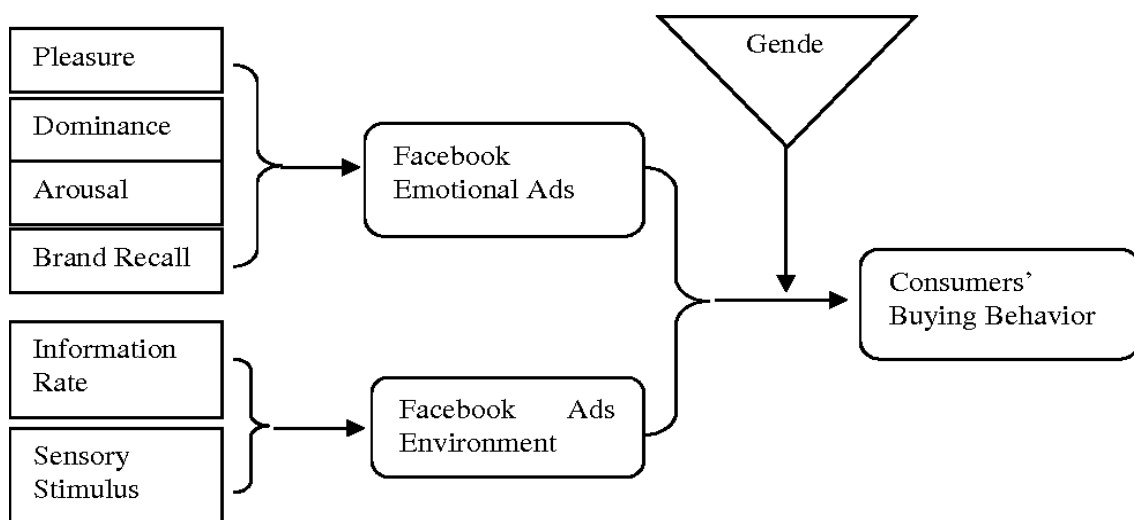 Pleasure
Dominance
Arousal
Brand Recall
Information
Rate
Sensory
Stimulus
Facebook
Emotional Ads
Facebook Ads
Environment
Gende
Consumers’
Buying Behavior